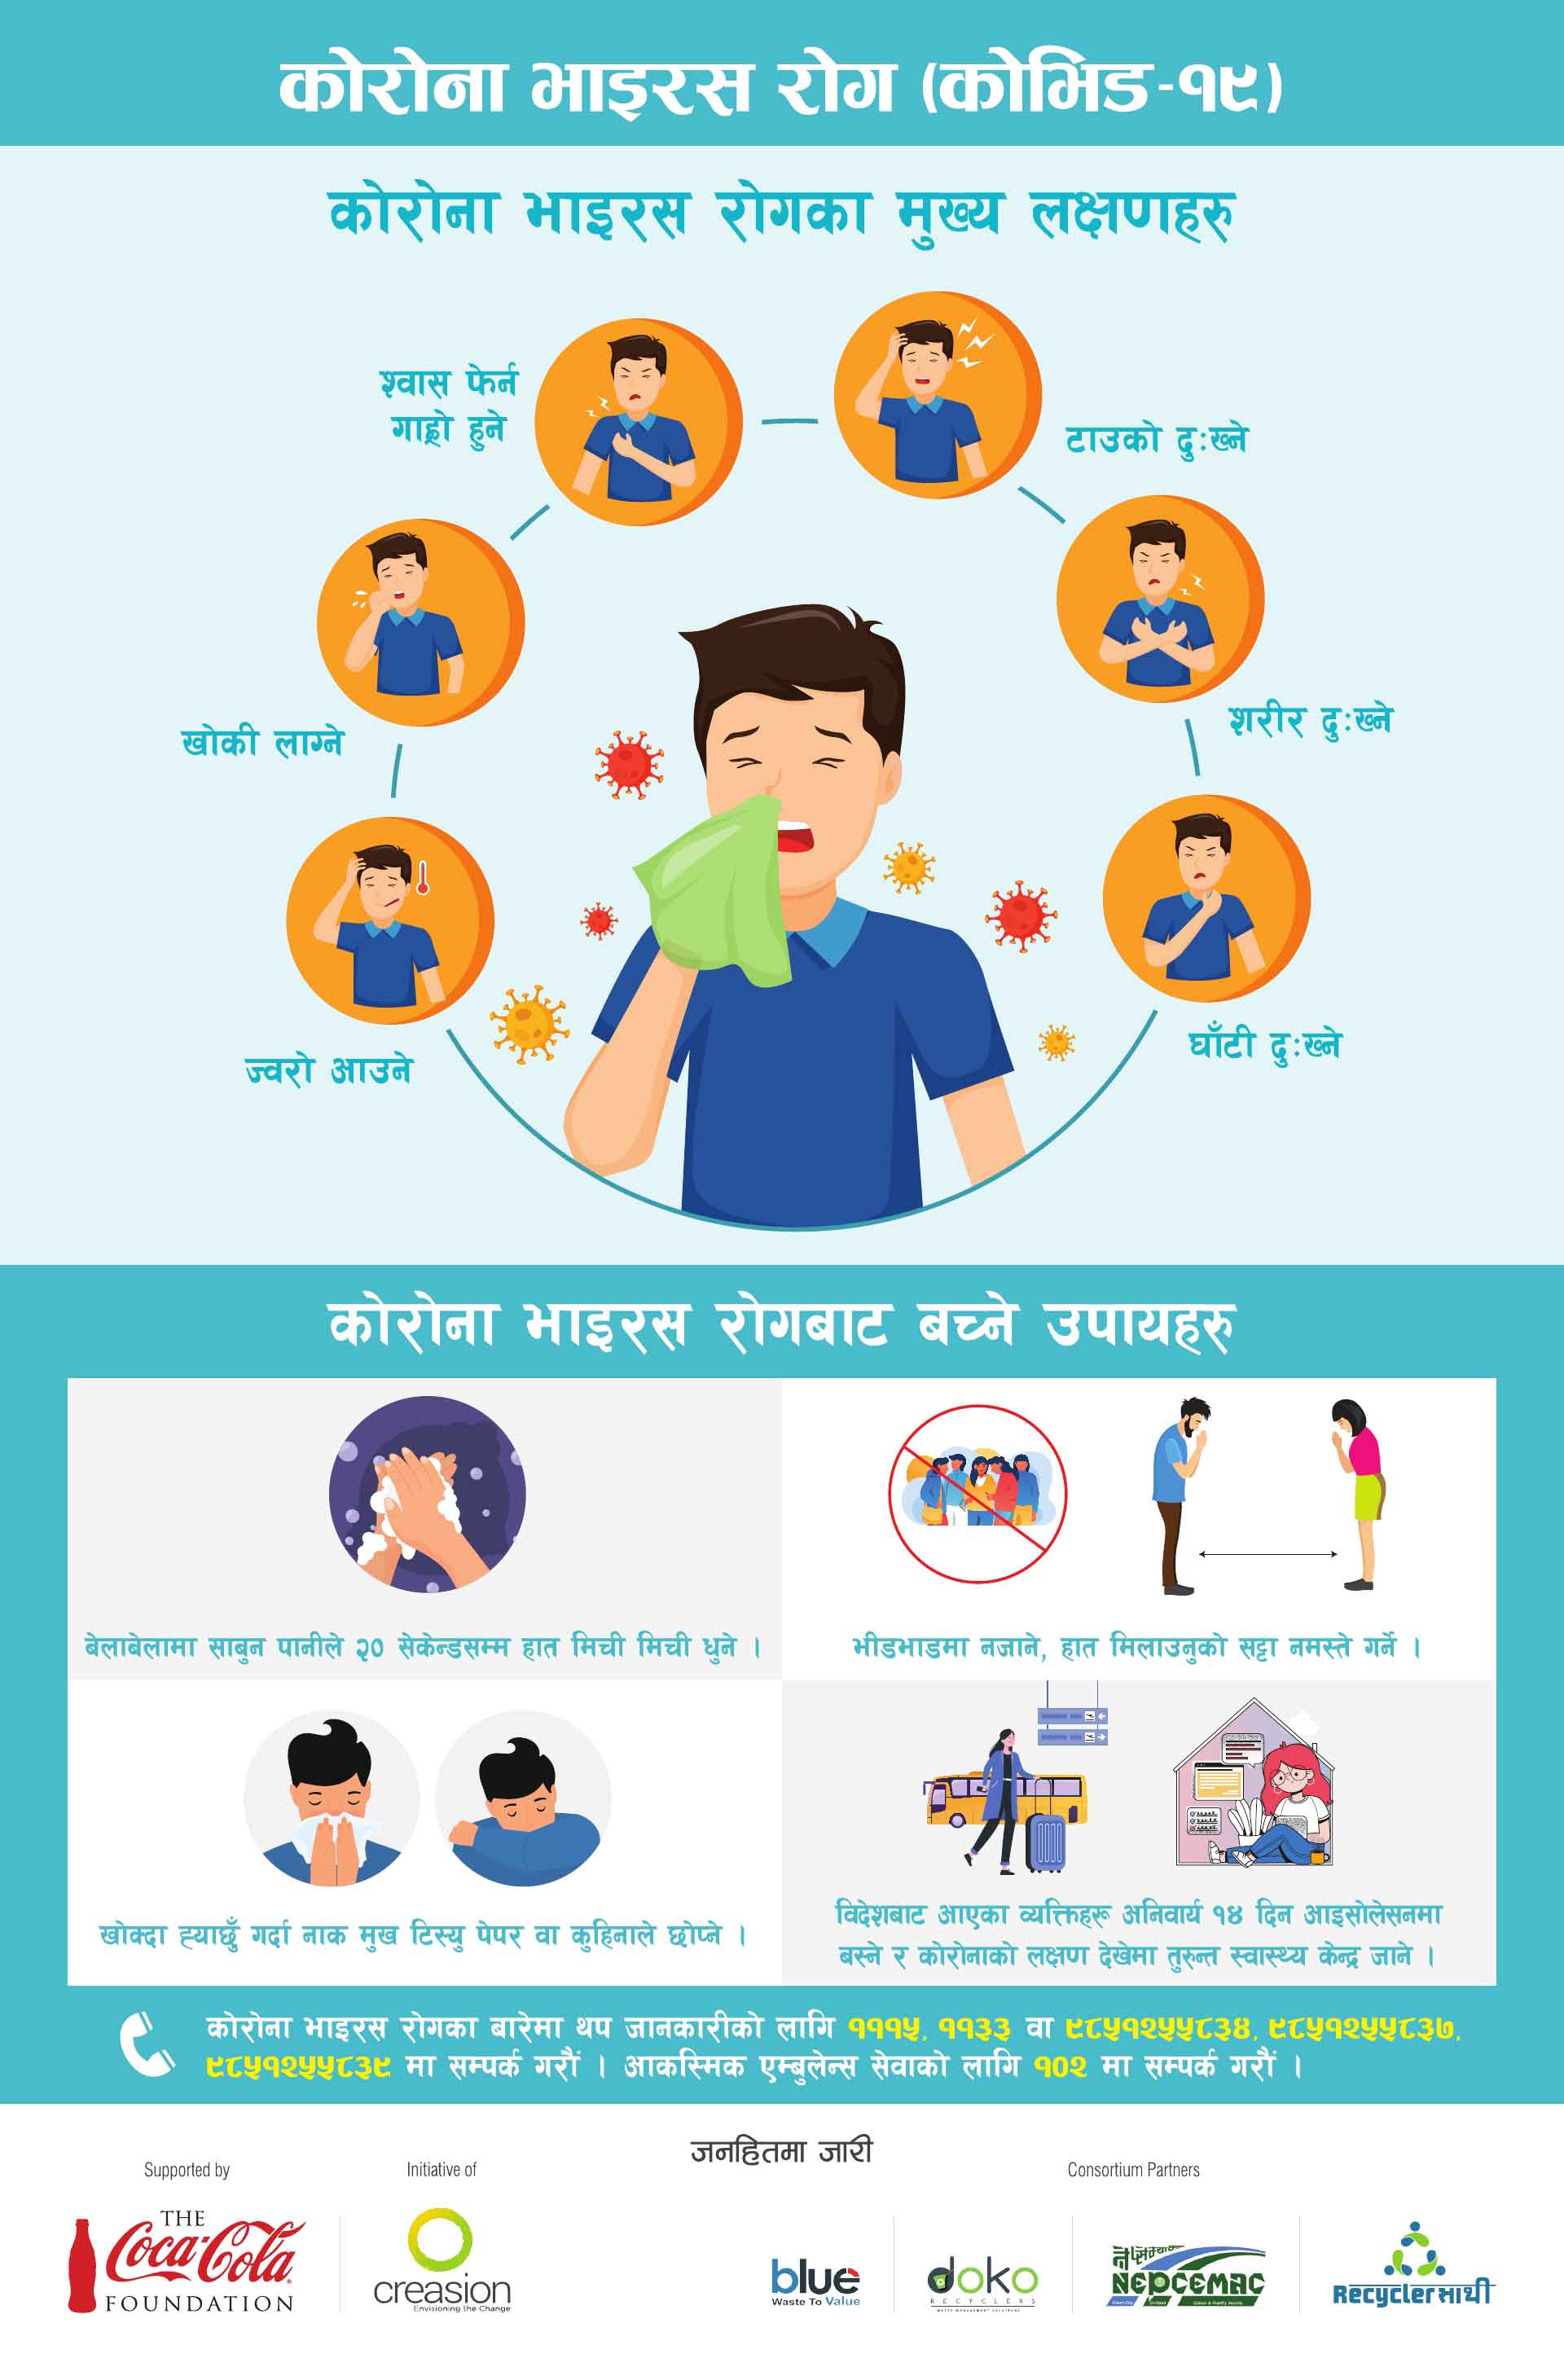 कोरोना भाइरस रोग (कोभिड-१९)
कोरोना भाइरस रोगका मुख्य लक्षणहरु
श्वास फेर्न
गाह्रो हुने
टाउको दुःख्ने
खोकी लाग्ने
शरीर दुःख्ने
ज्वरो आउने
घाँटी दुःख्ने
कोरोना भाइरस रोगबाट बच्ने उपायहरु
बेलाबेलामा साबुन पानीले २० सेकेन्डसम्म हात मिची मिची धुने ।
भीडभाडमा नजाने, हात मिलाउनुको सट्टा नमस्ते गर्ने ।
खोक्दा ह्याछुँ गर्दा नाक मुख टिस्यु पेपर वा कुहिनाले छोप्ने ।
विदेशबाट आएका व्यक्तिहरू अनिवार्य १४ दिन आइसोलेसनमा
बस्ने र कोरोनाको लक्षण देखेमा तुरुन्त स्वास्थ्य केन्द्र जाने ।
कोरोना भाइरस रोगका बारेमा थप जानकारीको लागि १११५, ११३३ वा ९८५१२५५८३४, ९८५१२५५८३७,
९८५१२५५८३९ मा सम्पर्क गरौं । आकस्मिक एम्बुलेन्स सेवाको लागि १०२ मा सम्पर्क गरौं ।
जनहितमा जारी
Supported by
Initiative of
Consortium Partners
THE
Coca-Cola
FOUNDATION
creasion
Envisioning the Change
blue
Waste To Value
doko
RECYCLERS
WASTE MANAGEMENT SOLUTIONS
NEPCEMAC
Recycler साथी